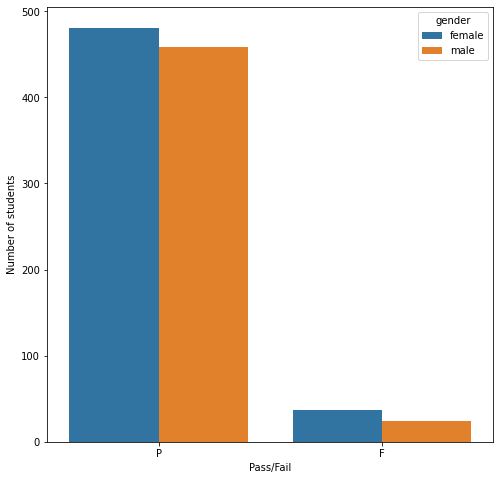 gender
female
male
500
400
300
200
100
0
Number of students
P
F
Pass/Fail